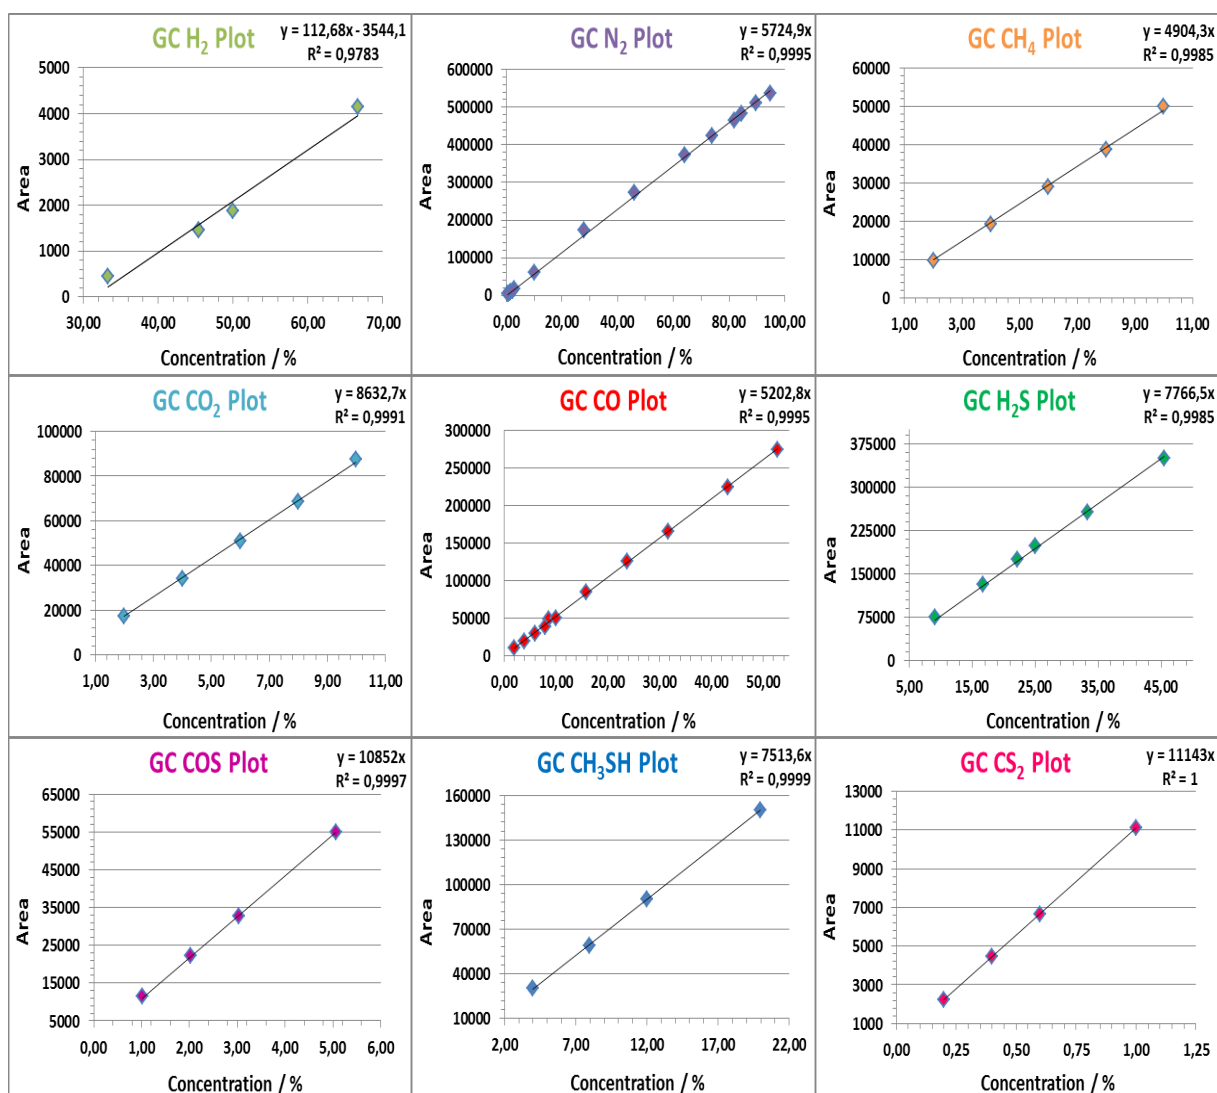 GC H₂ Plot
y = 112,68x - 3544,1
R² = 0,9783
5000
4000
3000
2000
1000
0
Area
30,00 40,00 50,00 60,00 70,00
Concentration / %
GC N₂ Plot
y = 5724,9x
R² = 0,9995
600000
500000
400000
300000
200000
100000
0
Area
0,00 20,00 40,00 60,00 80,00 100,00
Concentration / %
GC CH₄ Plot
y = 4904,3x
R² = 0,9985
60000
50000
40000
30000
20000
10000
0
Area
1,00 3,00 5,00 7,00 9,00 11,00
Concentration / %
GC CO₂ Plot
y = 8632,7x
R² = 0,9991
100000
80000
60000
40000
20000
0
Area
1,00 3,00 5,00 7,00 9,00 11,00
Concentration / %
GC CO Plot
y = 5202,8x
R² = 0,9995
300000
250000
200000
150000
100000
50000
0
Area
0,00 10,00 20,00 30,00 40,00 50,00
Concentration / %
GC H₂S Plot
y = 7766,5x
R² = 0,9985
375000
300000
225000
150000
75000
0
Area
5,00 15,00 25,00 35,00 45,00
Concentration / %
GC COS Plot
y = 10852x
R² = 0,9997
65000
55000
45000
35000
25000
15000
5000
Area
0,00 1,00 2,00 3,00 4,00 5,00 6,00
Concentration / %
GC CH₃SH Plot
y = 7513,6x
R² = 0,9999
160000
130000
100000
70000
40000
10000
Area
2,00 7,00 12,00 17,00 22,00
Concentration / %
GC CS₂ Plot
y = 11143x
R² = 1
13000
11000
9000
7000
5000
3000
1000
Area
0,00 0,25 0,50 0,75 1,00 1,25
Concentration / %